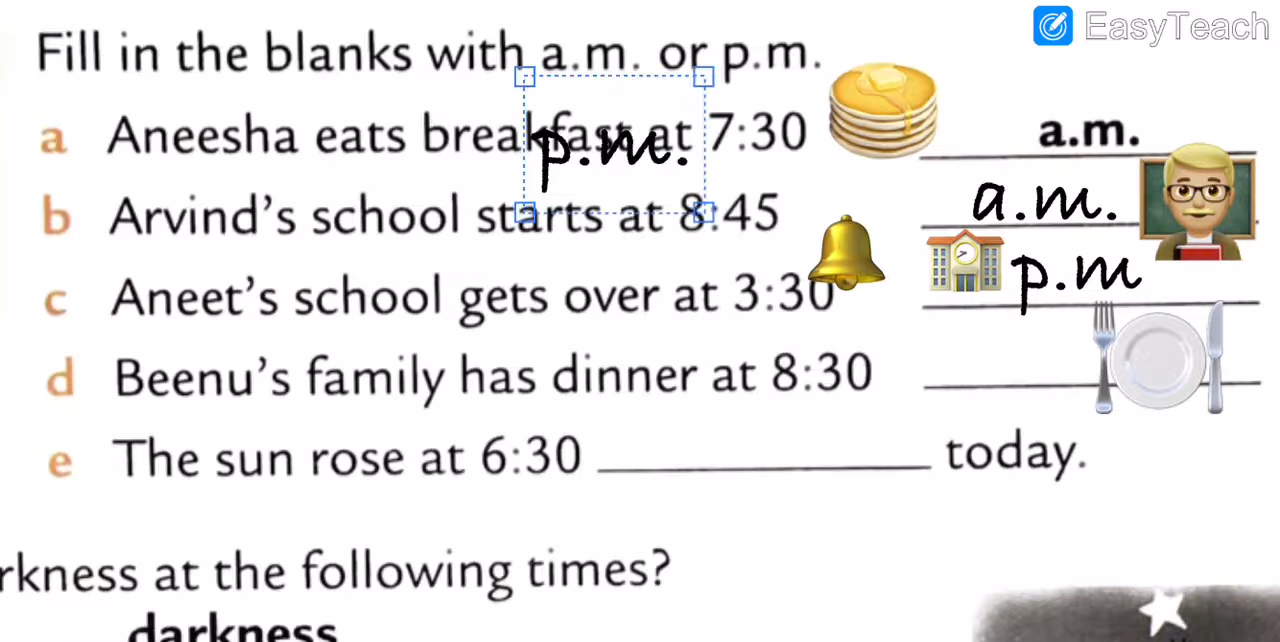 EasyTeach
Fill in the blanks with a.m. or p.m.
a Aneesha eats breakfast at 7:30 a.m.
p.m.
b Arvind's school starts at 8:45 a.m.
c Aneet's school gets over at 3:30 p.m
d Beenu's family has dinner at 8:30
e The sun rose at 6:30 today.
rkness at the following times?
darkness